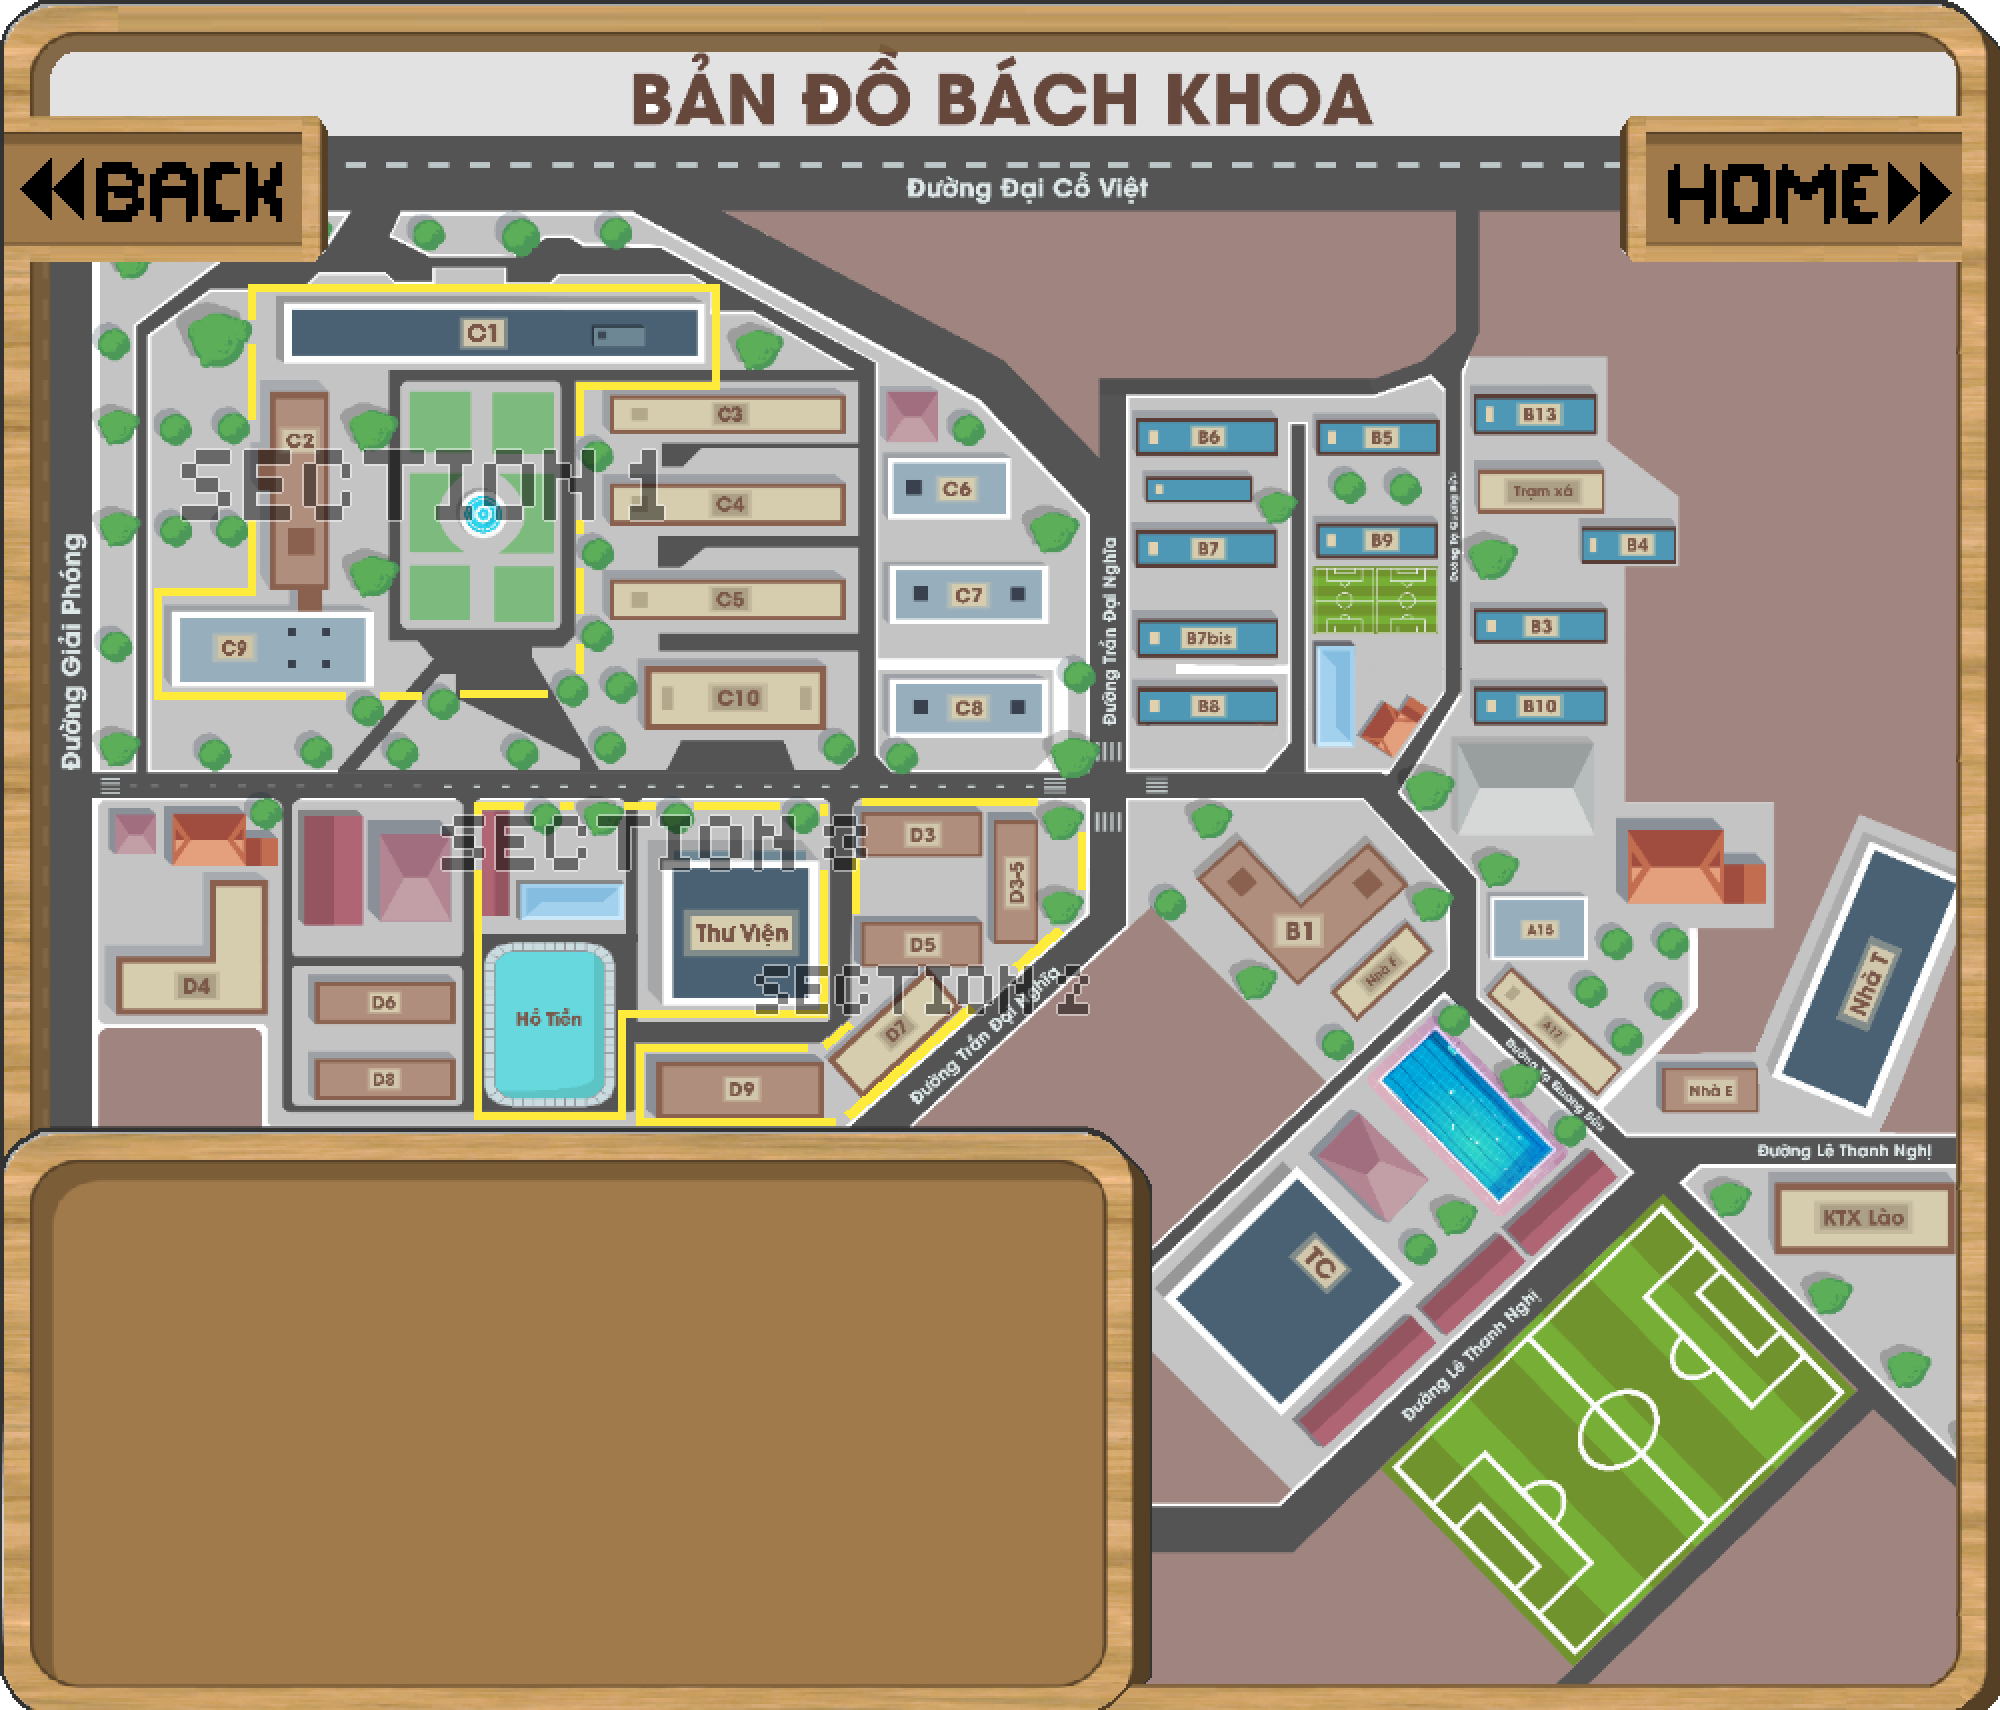 BẢN ĐỒ BÁCH KHOA
BACK
HOME
Đường Đại Cồ Việt
C1
C2
C3
SECTION 1
C4
C5
C6
C7
C8
C9
C10
Đường Giải Phóng
Đường Trần Đại Nghĩa
B6
B5
B13
Trạm xá
B7
B9
B4
B7bis
B3
B8
B10
Đường Tạ Quang Bửu
SECTION 3
D3
D3-5
Thư Viện
D5
D4
D6
Hồ Tiền
SECTION 2
D7
D8
D9
Đường Trần Đại Nghĩa
B1
Nhà F
A15
A17
Nhà T
Nhà E
Đường Tạ Quang Bửu
Đường Lê Thanh Nghị
KTX Lào
TC
Đường Lê Thanh Nghị